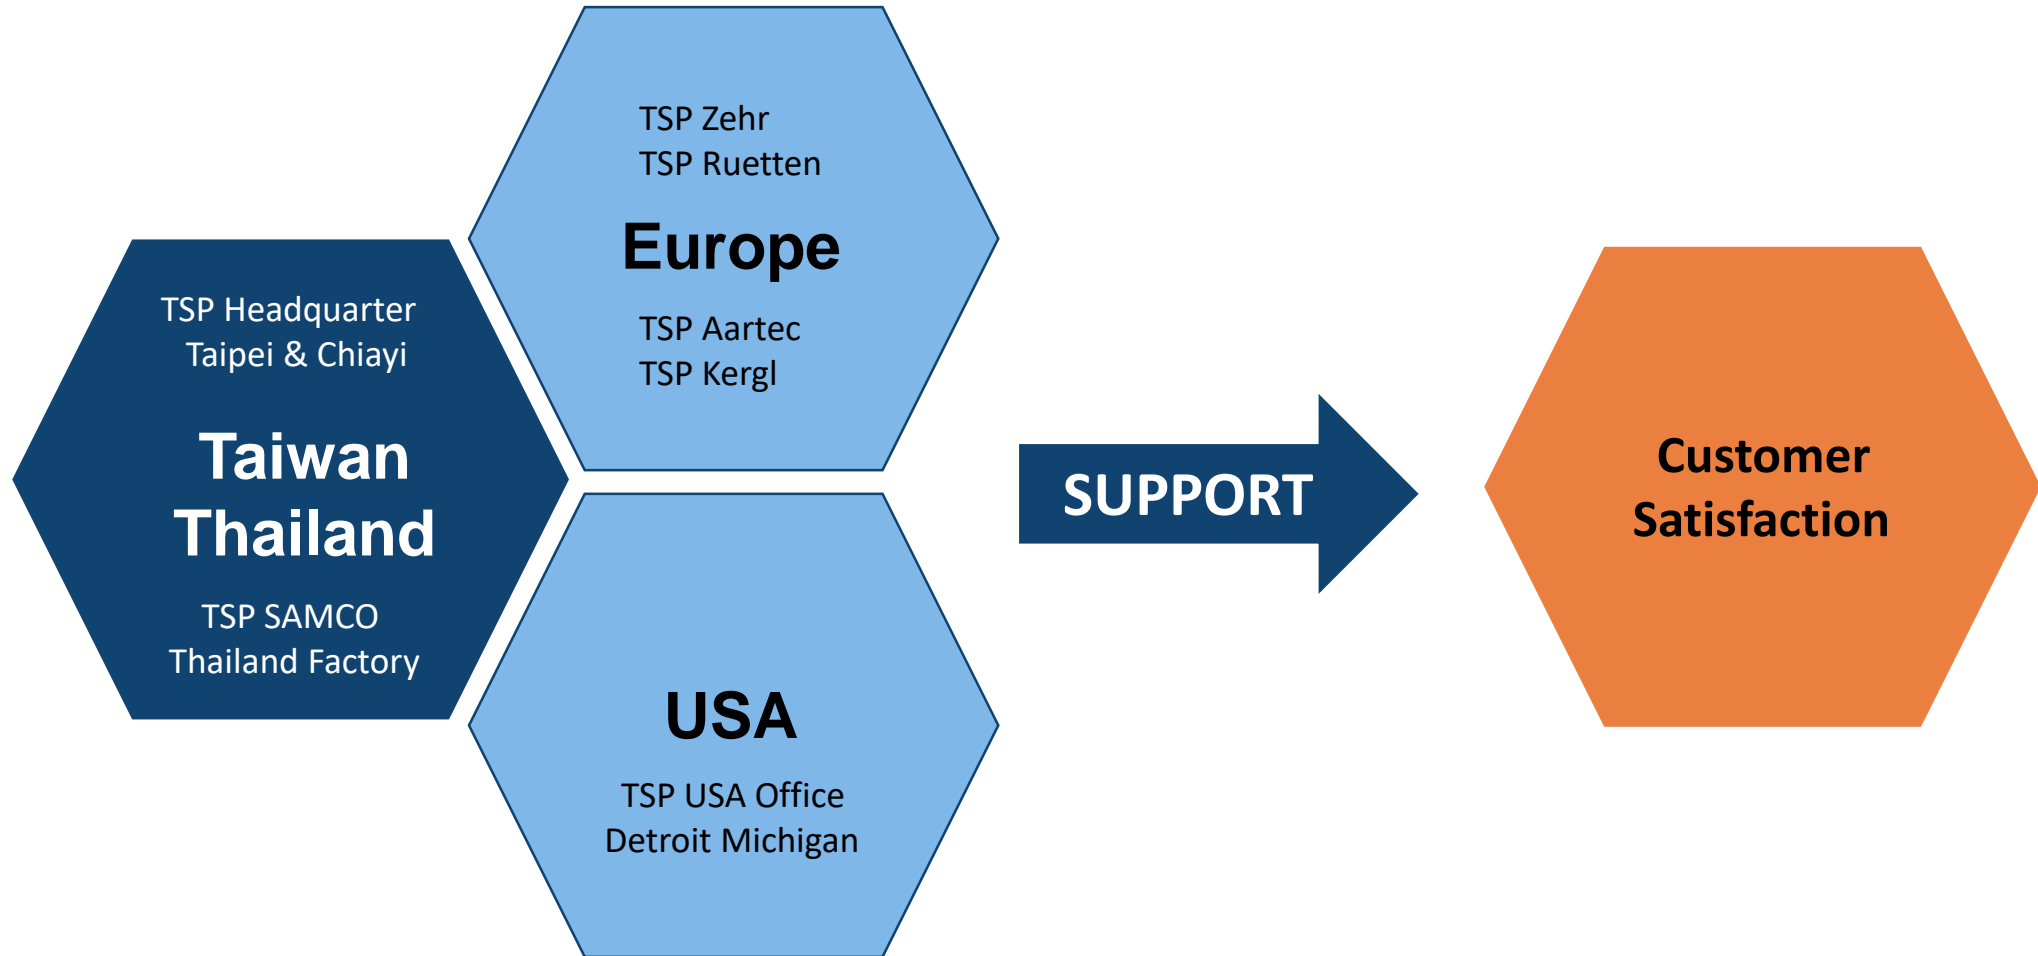 TSP Zehr
TSP Ruetten
Europe
TSP Aartec
TSP Kergl
TSP Headquarter
Taipei & Chiayi
Taiwan
Thailand
TSP SAMCO
Thailand Factory
USA
TSP USA Office
Detroit Michigan
SUPPORT
Customer
Satisfaction